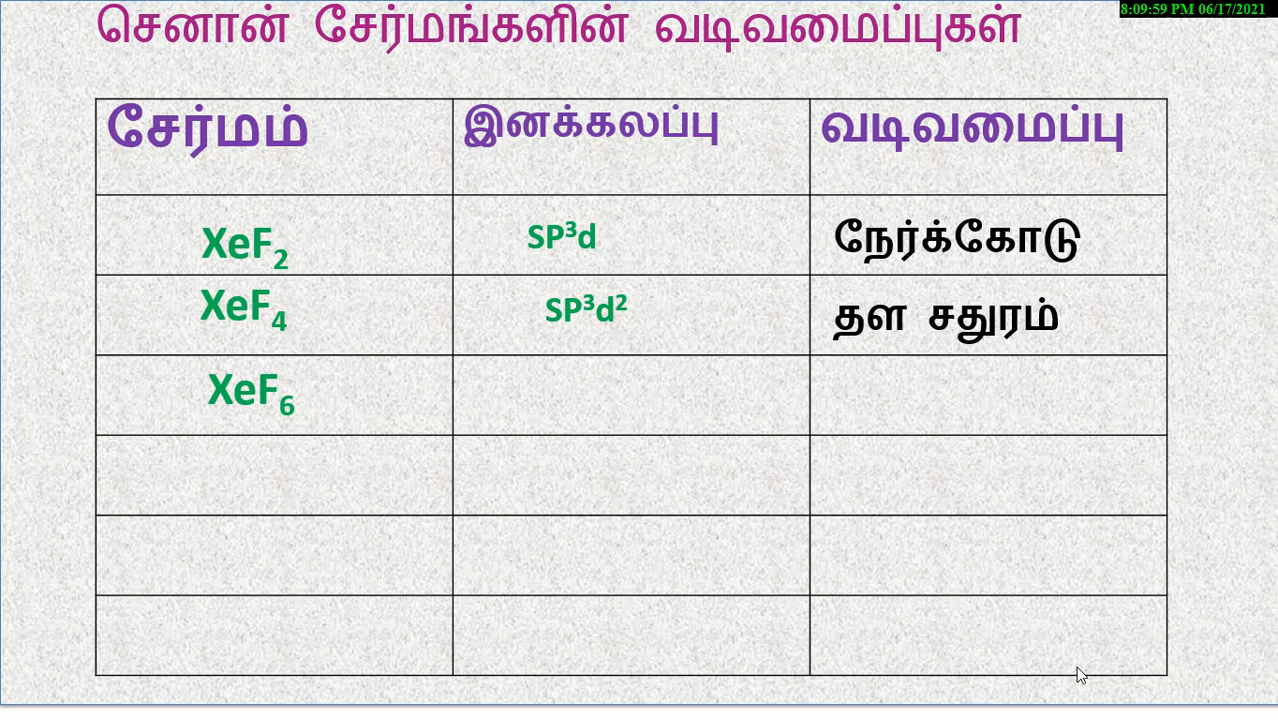 8:09:59 PM 06/17/2021
செனான் சேர்மங்களின் வடிவமைப்புகள்
சேர்மம் இனக்கலப்பு வடிவமைப்பு
XeF₂ SP³d நேர்க்கோடு
XeF₄ SP³d² தள சதுரம்
XeF₆